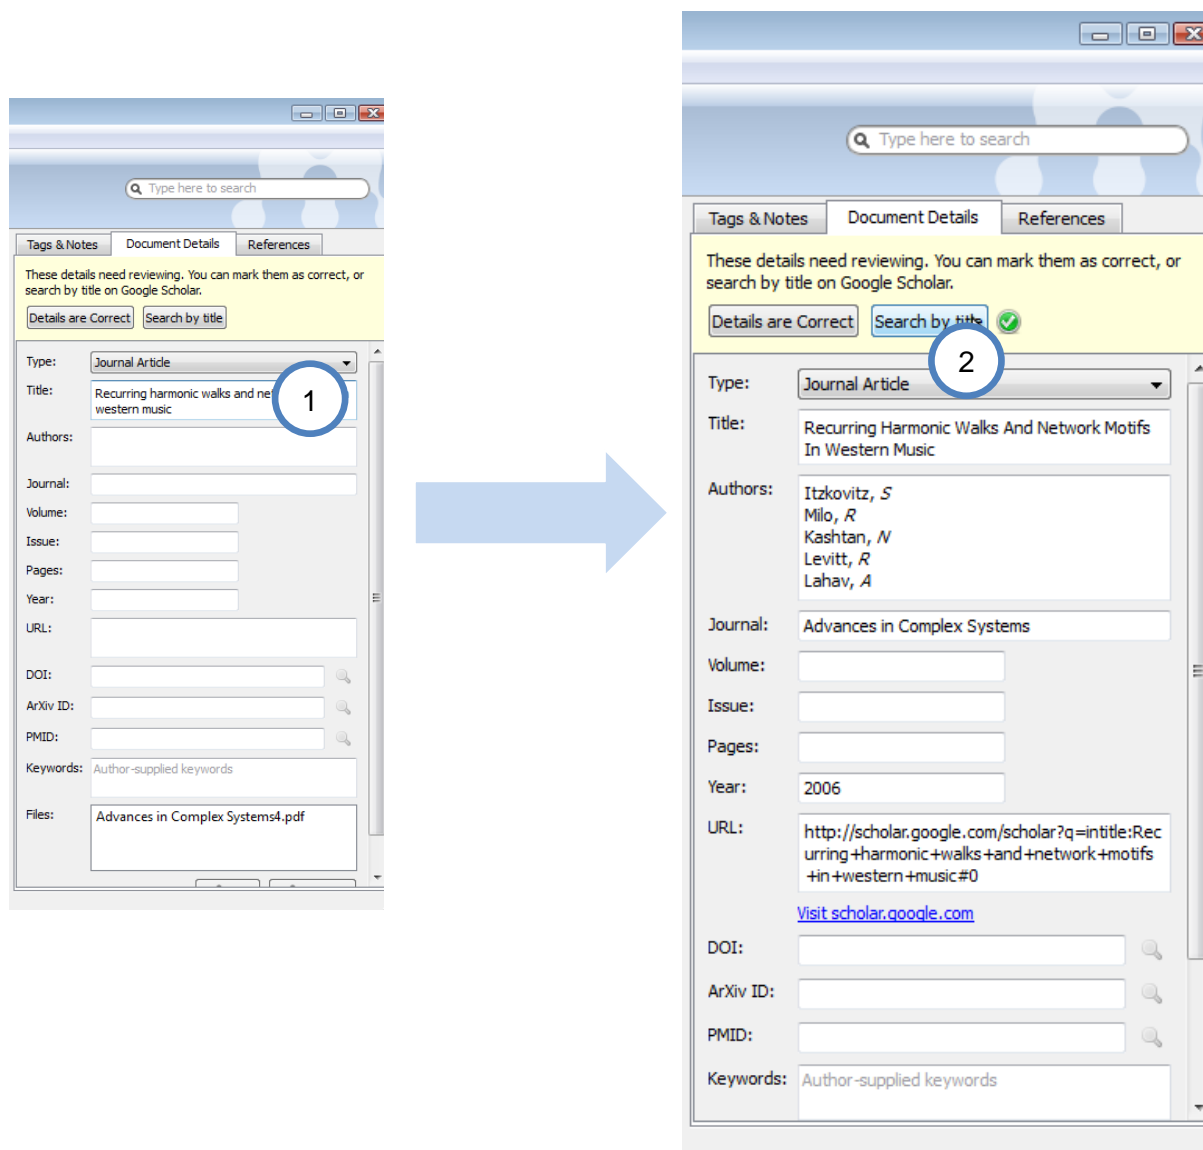 Type here to search
Tags & Notes Document Details References
These details need reviewing. You can mark them as correct, or
search by title on Google Scholar.
Details are Correct Search by title
Type: Journal Article
Title: Recurring harmonic walks and
western music
1
Authors:
Journal:
Volume:
Issue:
Pages:
Year:
URL:
DOI:
ArXiv ID:
PMID:
Keywords: Author-supplied keywords
Files: Advances in Complex Systems4.pdf
Type here to search
Tags & Notes Document Details References
These details need reviewing. You can mark them as correct, or
search by title on Google Scholar.
Details are Correct Search by title
2
Type: Journal Article
Title: Recurring Harmonic Walks And Network Motifs
In Western Music
Authors: Itzkovitz, S
Milo, R
Kashtan, N
Levitt, R
Lahav, A
Journal: Advances in Complex Systems
Volume:
Issue:
Pages:
Year: 2006
URL: http://scholar.google.com/scholar?q=intitle:Rec
urring+harmonic+walks+and+network+motifs
+in+western+music#0
Visit scholar.google.com
DOI:
ArXiv ID:
PMID:
Keywords: Author-supplied keywords